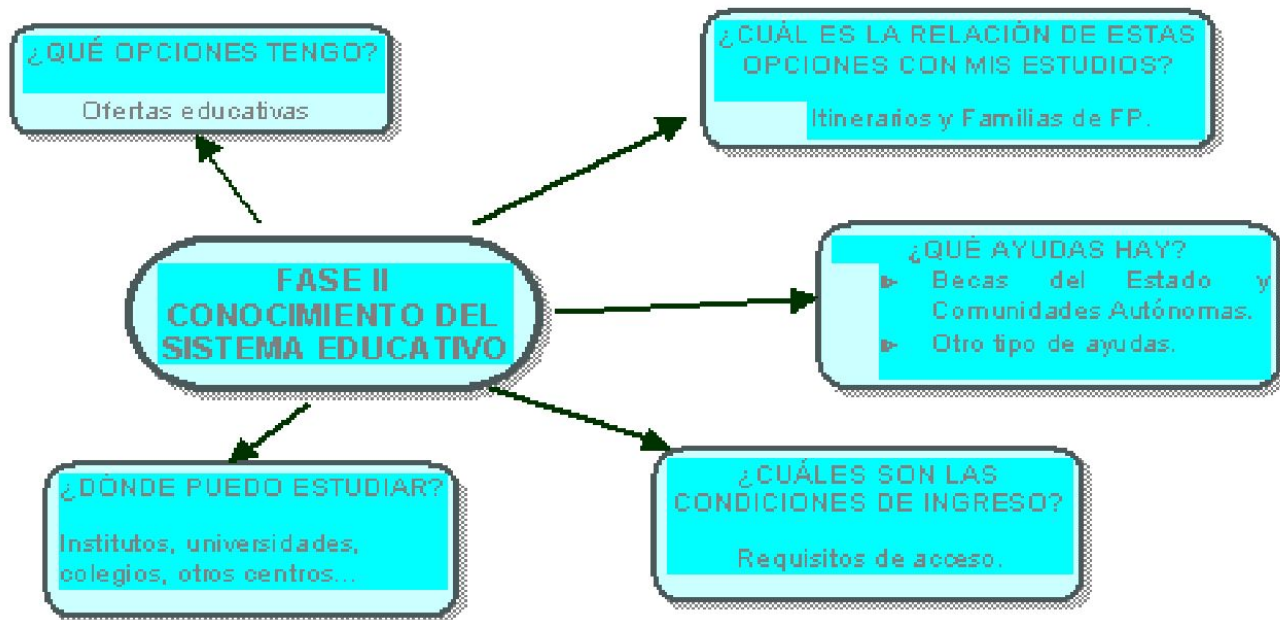 ¿QUÉ OPCIONES TENGO?
Ofertas educativas
¿CUÁL ES LA RELACIÓN DE ESTAS
OPCIONES CON MIS ESTUDIOS?
Itinerarios y Familias de FP.
FASE II
CONOCIMIENTO DEL
SISTEMA EDUCATIVO
¿QUÉ AYUDAS HAY?
Becas del Estado y
Comunidades Autónomas.
Otro tipo de ayudas.
¿DÓNDE PUEDO ESTUDIAR?
Institutos, universidades,
colegios, otros centros...
¿CUÁLES SON LAS
CONDICIONES DE INGRESO?
Requisitos de acceso.